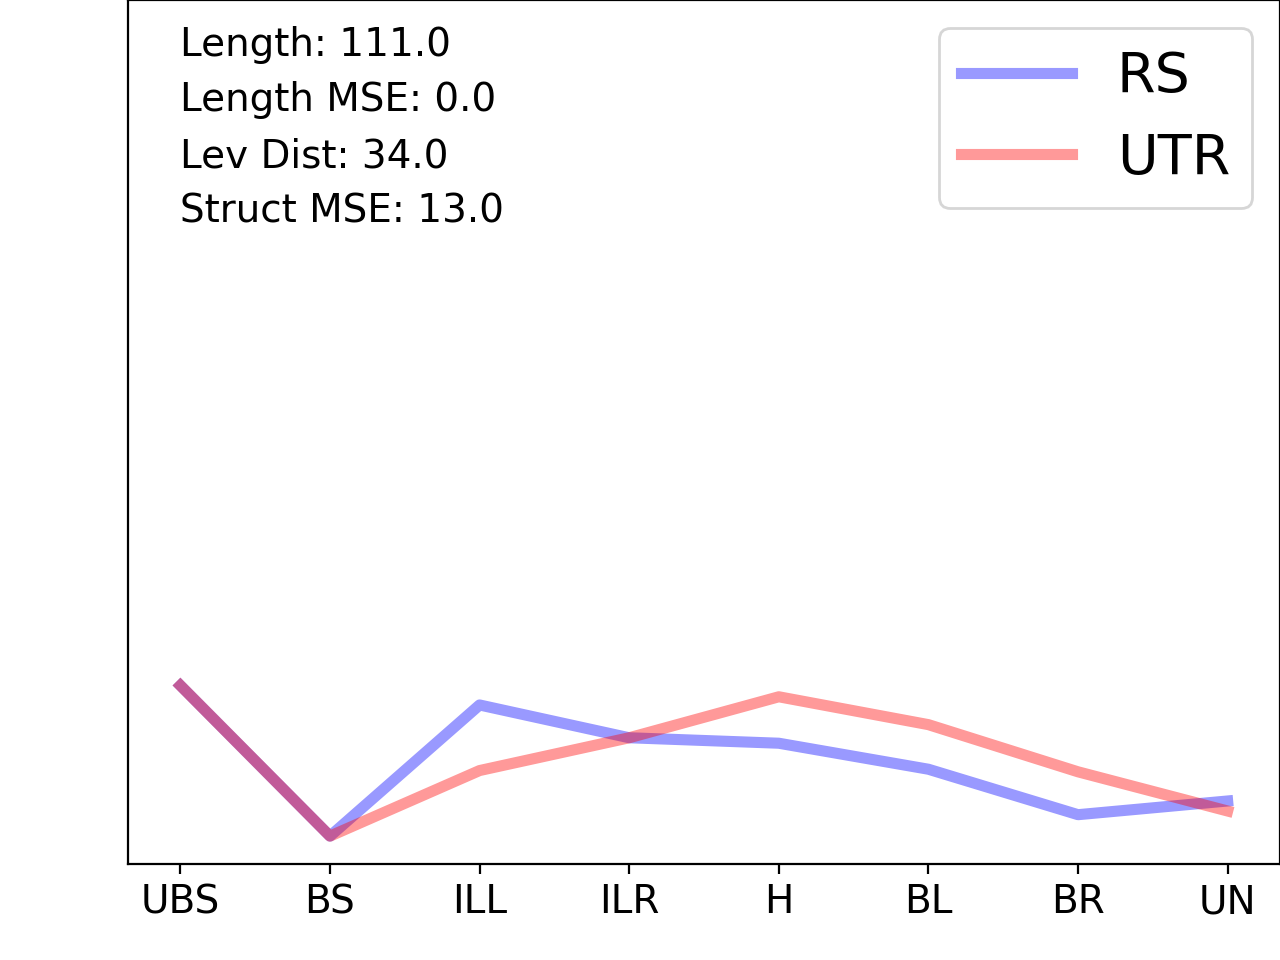 Length: 111.0
Length MSE: 0.0
Lev Dist: 34.0
Struct MSE: 13.0
RS
UTR
UBS BS ILL ILR H BL BR UN